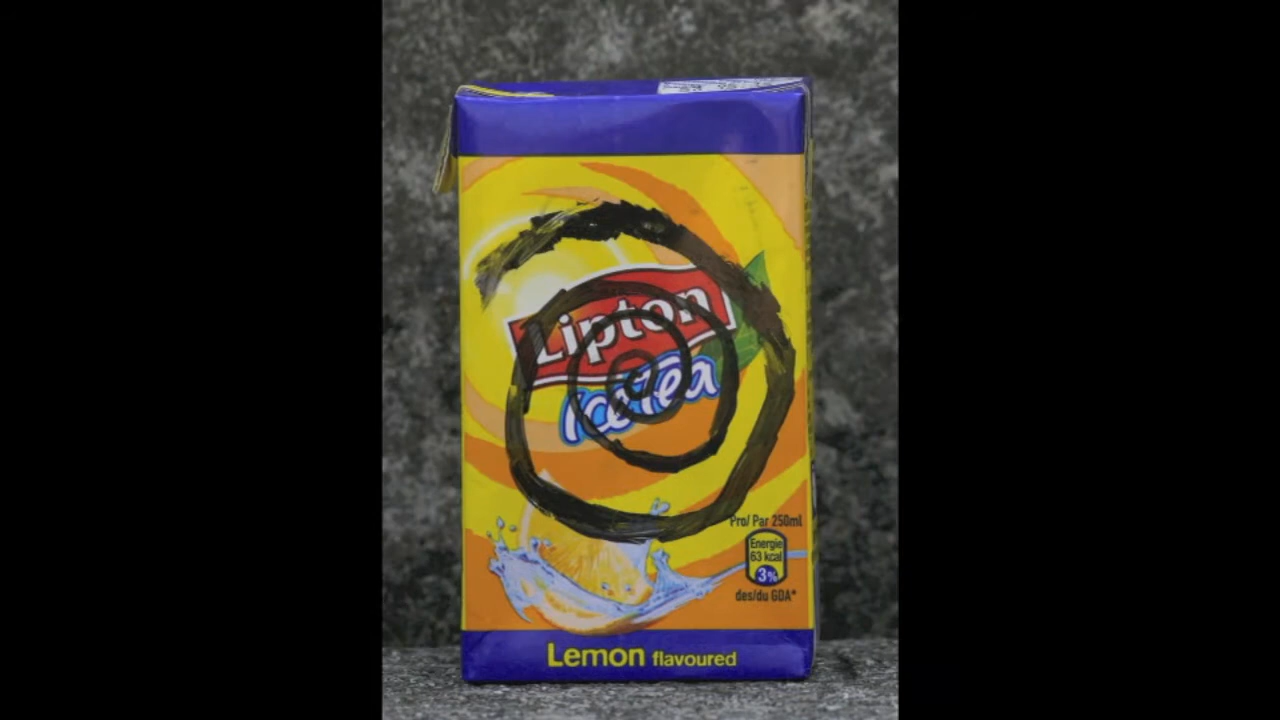 Lipton
Ice Tea
Pro/ Par 250ml
Energie
63 kcal
3%
des/du GDA*
Lemon flavoured